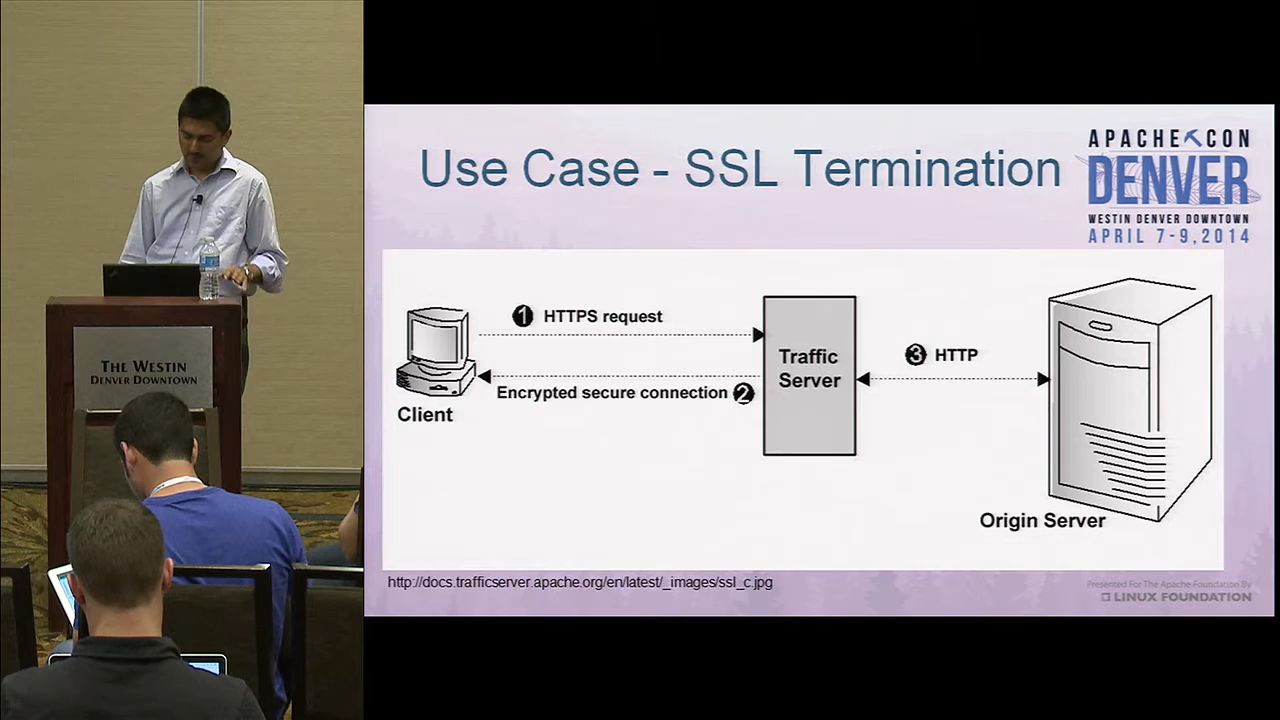 THE WESTIN
DENVER DOWNTOWN
Use Case - SSL Termination
APACHE CON
DENVER
WESTIN DENVER DOWNTOWN
APRIL 7-9, 2014
1 HTTPS request
Encrypted secure connection 2
Client
Traffic
Server
3 HTTP
Origin Server
http://docs.trafficserver.apache.org/en/latest/_images/ssl_c.jpg
Presented For The Apache Foundation By
LINUX FOUNDATION